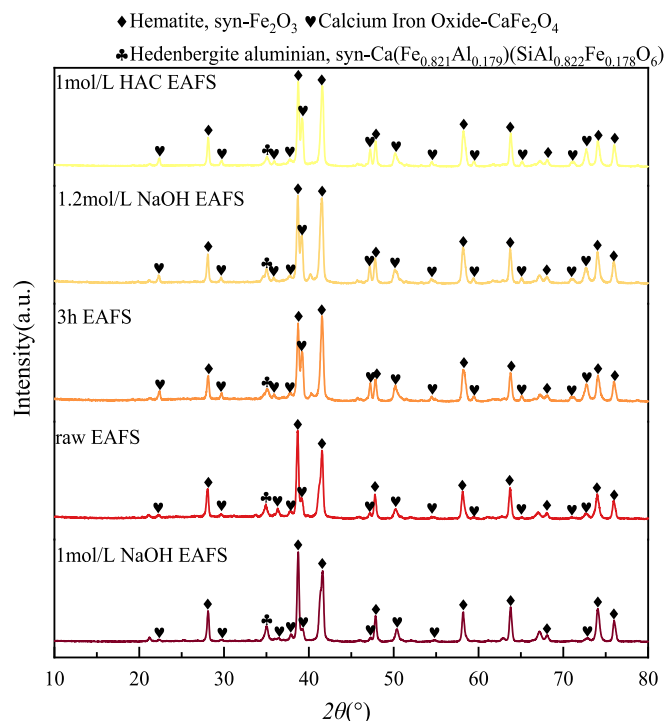 ♦Hematite, syn-Fe₂O₃ ♥Calcium Iron Oxide-CaFe₂O₄
♣Hedenbergite aluminian, syn-Ca(Fe₀.₈₂₁Al₀.₁₇₉)(SiAl₀.₈₂₂Fe₀.₁₇₈O₆)
1mol/L HAC EAFS
1.2mol/L NaOH EAFS
3h EAFS
raw EAFS
1mol/L NaOH EAFS
Intensity(a.u.)
10 20 30 40 50 60 70 80
2θ(°)